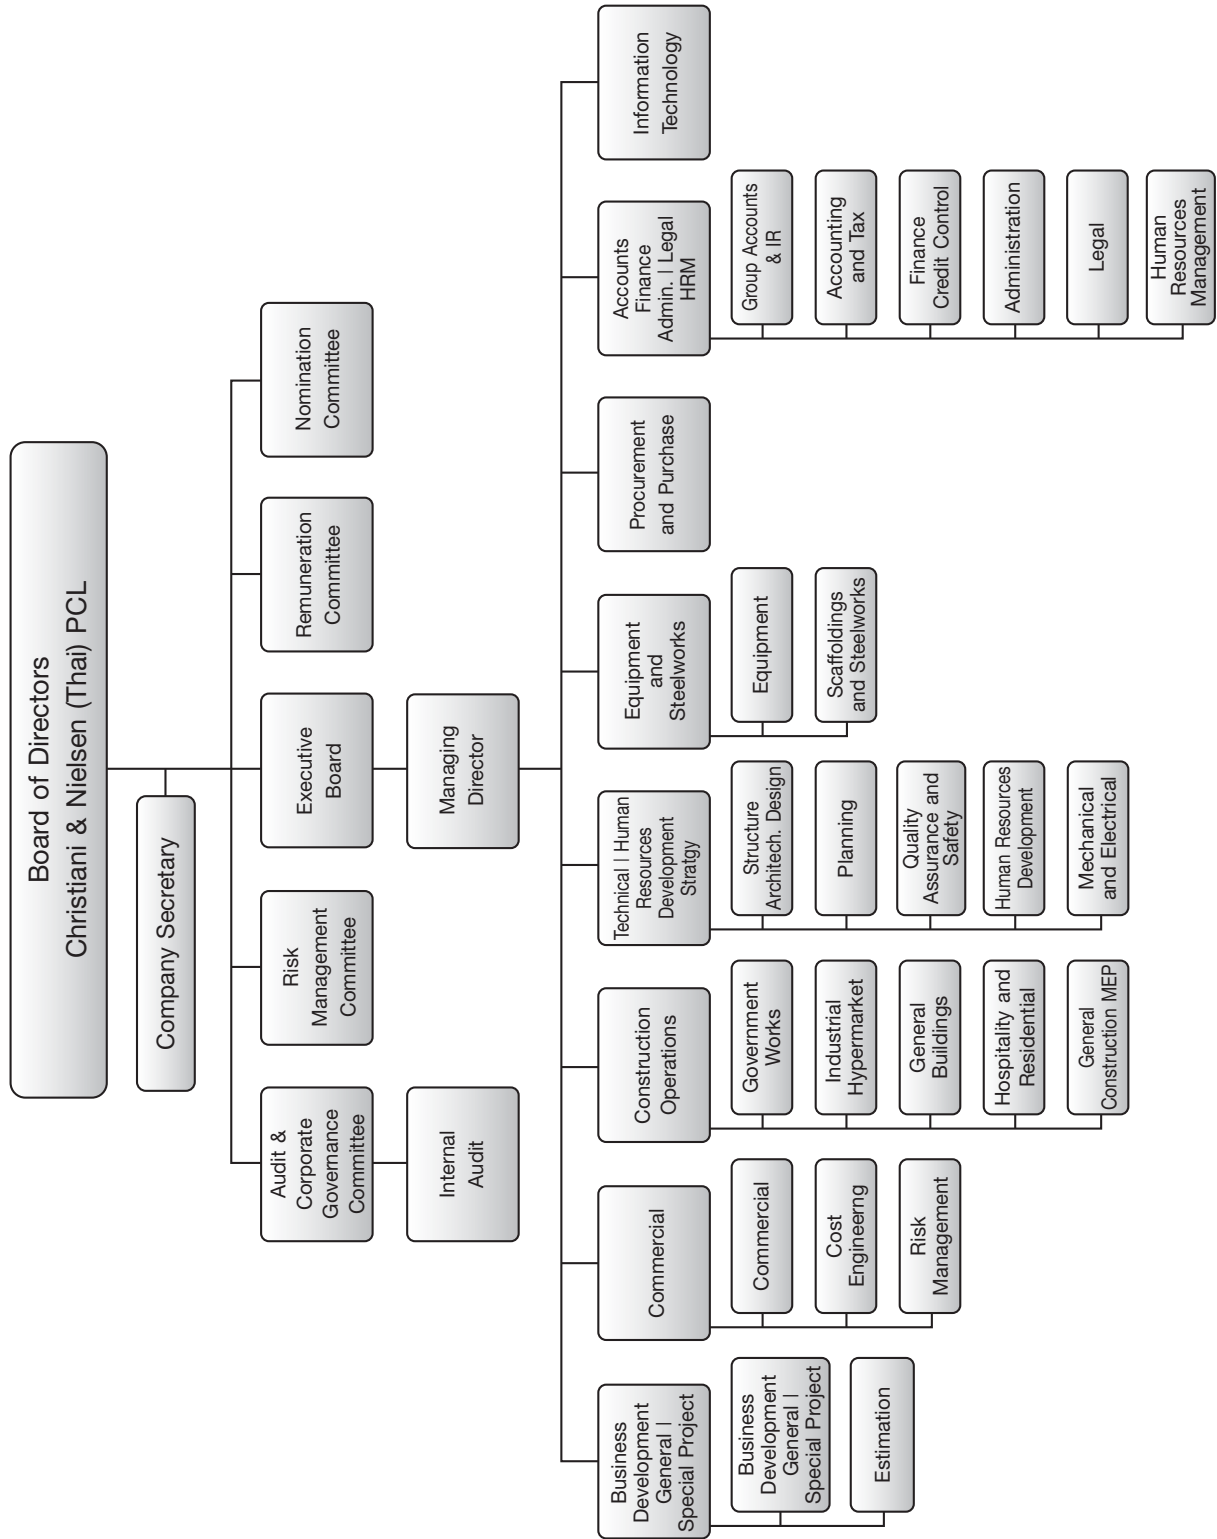 Board of Directors
Christiani & Nielsen (Thai) PCL
Company Secretary
Audit &
Corporate
Governance
Committee
Risk
Management
Committee
Executive
Board
Remuneration
Committee
Nomination
Committee
Internal
Audit
Managing
Director
Business
Development
General |
Special Project
Commercial
Construction
Operations
Technical | Human
Resources
Development
Stratgy
Equipment
and
Steelworks
Procurement
and Purchase
Accounts
Finance
Admin. | Legal
HRM
Information
Technology
Business
Development
General |
Special Project
Estimation
Commercial
Cost
Engineerng
Risk
Management
Government
Works
Industrial
Hypermarket
General
Buildings
Hospitality and
Residential
General
Construction MEP
Structure
Architech. Design
Planning
Quality
Assurance and
Safety
Human Resources
Development
Mechanical
and Electrical
Equipment
Scaffoldings
and Steelworks
Group Accounts
& IR
Accounting
and Tax
Finance
Credit Control
Administration
Legal
Human
Resources
Management